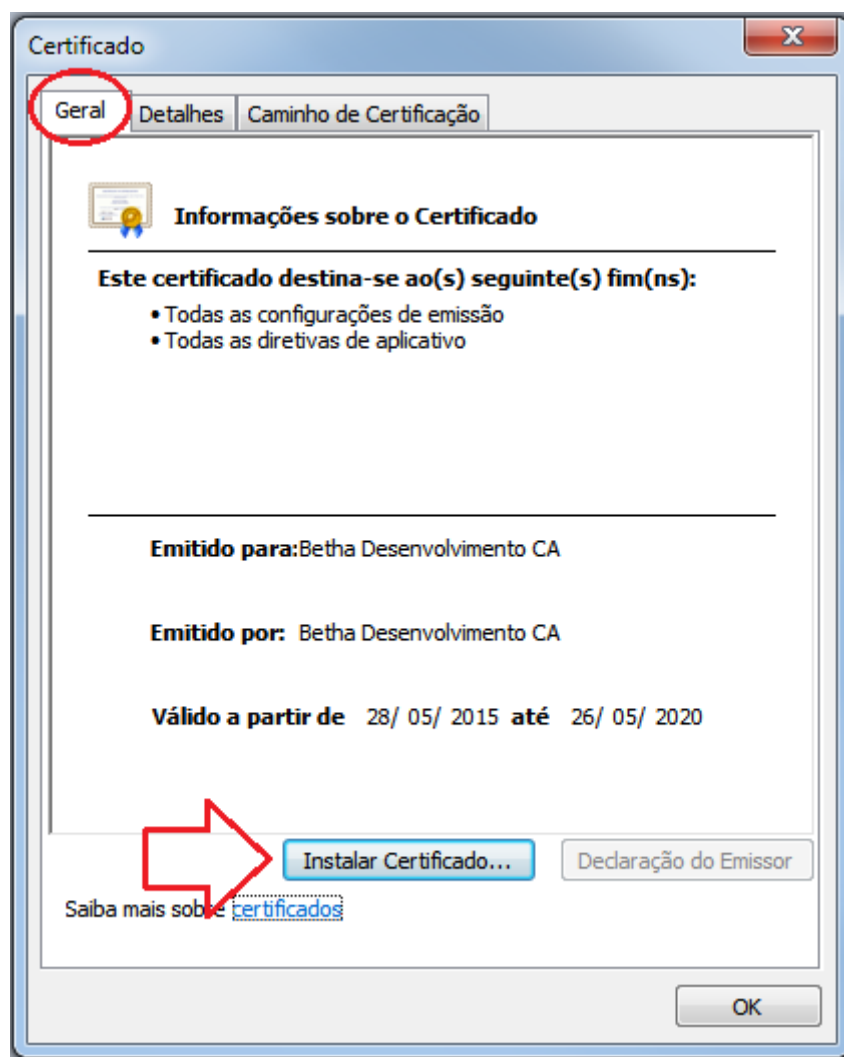 Certificado
Geral Detalhes Caminho de Certificação
Informações sobre o Certificado
Este certificado destina-se ao(s) seguinte(s) fim(ns):
• Todas as configurações de emissão
• Todas as diretivas de aplicativo
Emitido para:Betha Desenvolvimento CA
Emitido por: Betha Desenvolvimento CA
Válido a partir de 28/ 05/ 2015 até 26/ 05/ 2020
Instalar Certificado... Declaração do Emissor
Saiba mais sobre certificados
OK